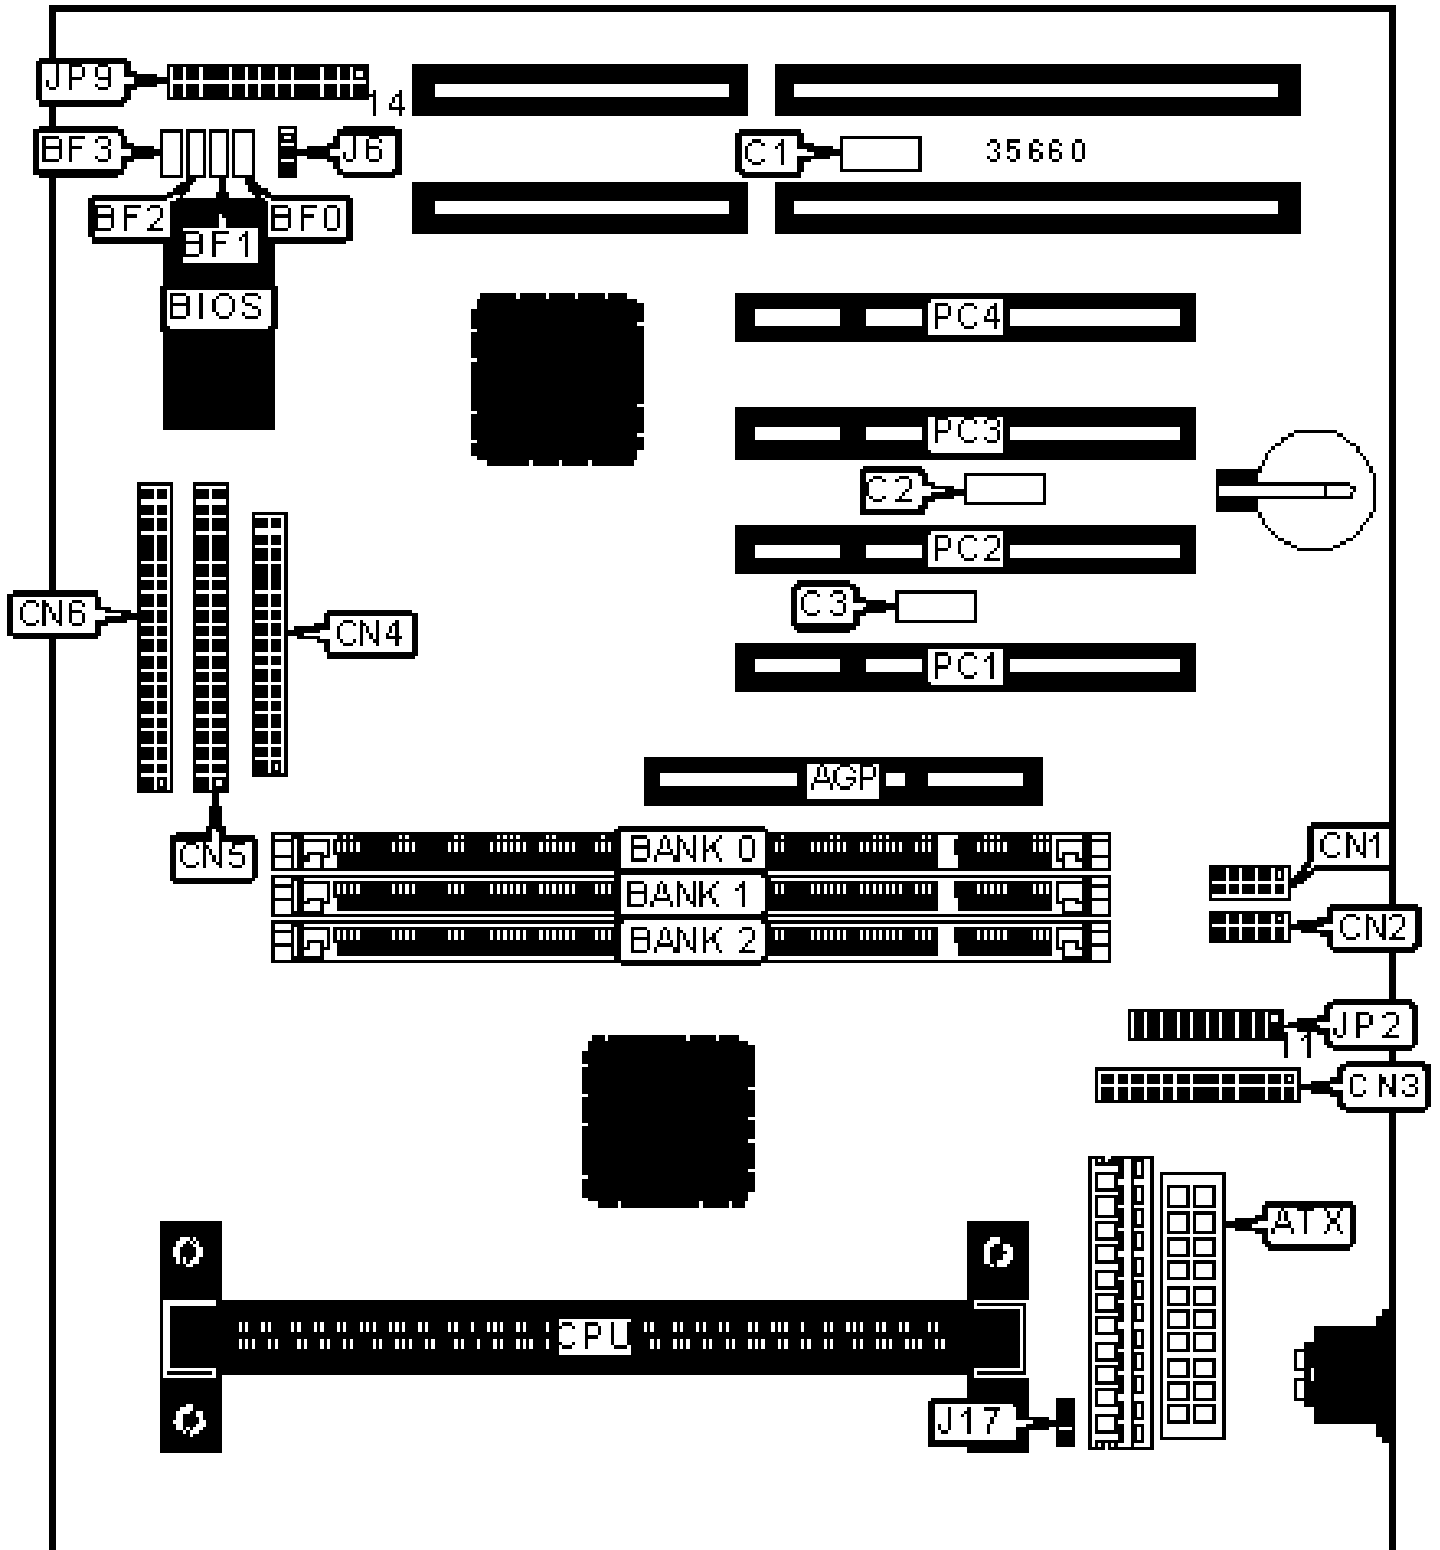 JP9
14
BF3
J6
C1
35660
BF2
BF1
BF0
BIOS
PC4
PC3
C2
PC2
C3
CN6
CN4
PC1
AGP
CN5
BANK 0
CN1
BANK 1
CN2
BANK 2
JP2
11
CN3
ATX
CPU
J17